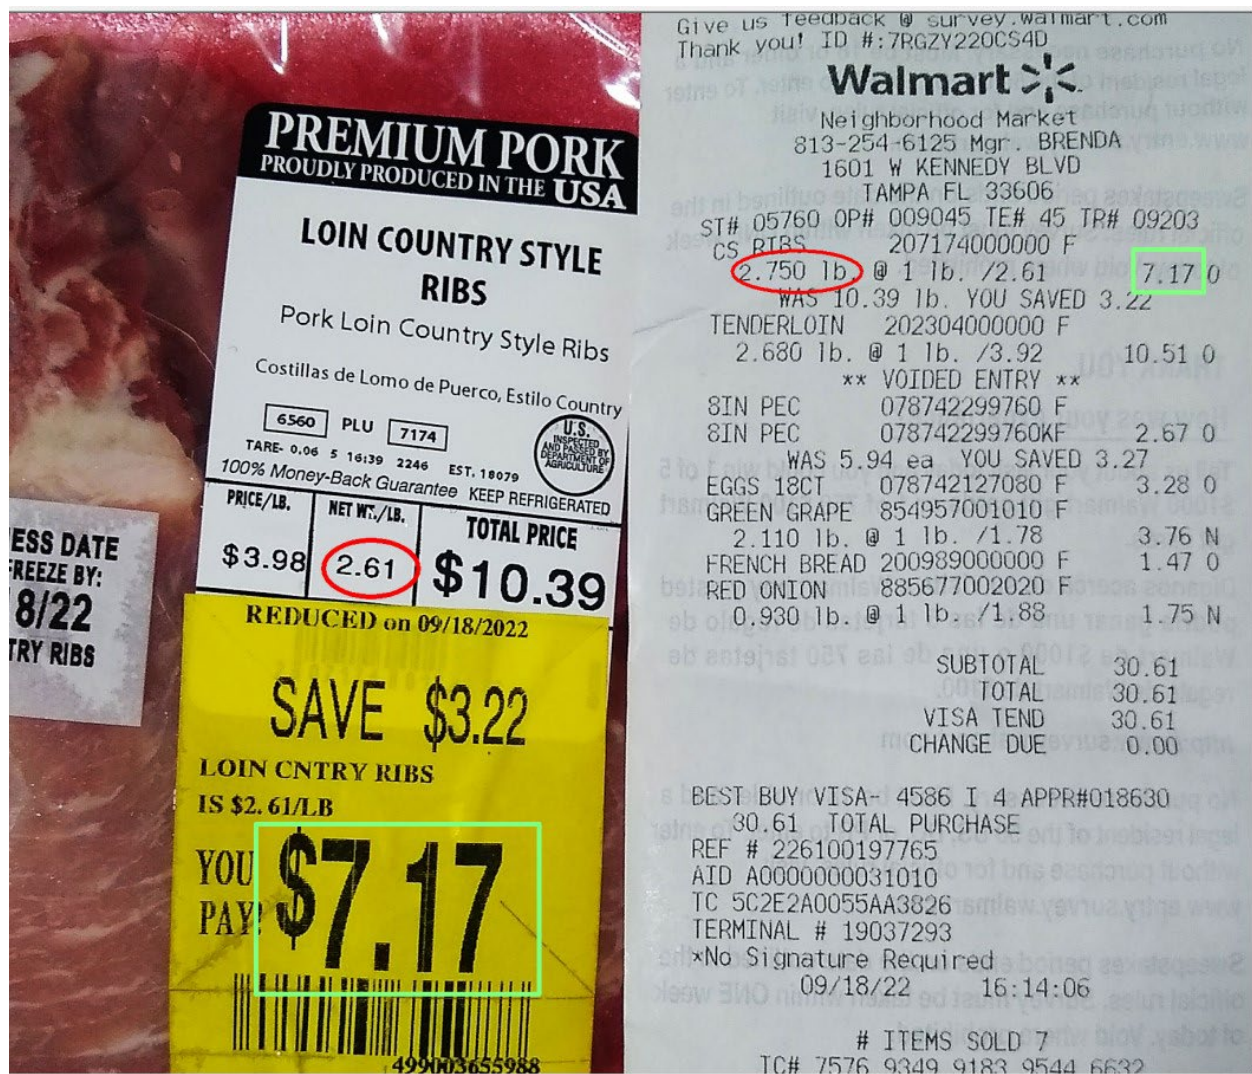 PREMIUM PORK
PROUDLY PRODUCED IN THE USA
LOIN COUNTRY STYLE
RIBS
Pork Loin Country Style Ribs
Costillas de Lomo de Puerco, Estilo Country
6560 PLU 7174
U.S.
INSPECTED
AND PASSED BY
DEPARTMENT OF
AGRICULTURE
TARE- 0.06 5 16:39 2246 EST. 18079
100% Money-Back Guarantee KEEP REFRIGERATED
PRICE/LB. NET WT./LB. TOTAL PRICE
$3.98 2.61 $10.39
ESS DATE
FREEZE BY:
8/22
TRY RIBS
REDUCED on 09/18/2022
SAVE $3.22
LOIN CNTRY RIBS
IS $2.61/LB
YOU
PAY: $7.17
499003655988
Give us feedback @ survey.walmart.com
Thank you! ID #:7RGZY220CS4D
Walmart
Neighborhood Market
813-254-6125 Mgr. BRENDA
1601 W KENNEDY BLVD
TAMPA FL 33606
ST# 05760 OP# 009045 TE# 45 TR# 09203
CS RIBS 207174000000 F
2.750 lb. @ 1 lb. /2.61 7.17 O
WAS 10.39 lb. YOU SAVED 3.22
TENDERLOIN 202304000000 F
2.680 lb. @ 1 lb. /3.92 10.51 O
** VOIDED ENTRY **
8IN PEC 078742299760 F
8IN PEC 078742299760KF 2.67 O
WAS 5.94 ea YOU SAVED 3.27
EGGS 18CT 078742127080 F 3.28 O
GREEN GRAPE 854957001010 F
2.110 lb. @ 1 lb. /1.78 3.76 N
FRENCH BREAD 200989000000 F 1.47 O
RED ONION 885677002020 F
0.930 lb. @ 1 lb. /1.88 1.75 N
SUBTOTAL 30.61
TOTAL 30.61
VISA TEND 30.61
CHANGE DUE 0.00
BEST BUY VISA- 4586 I 4 APPR#018630
30.61 TOTAL PURCHASE
REF # 226100197765
AID A0000000031010
TC 5C2E2A0055AA3826
TERMINAL # 19037293
*No Signature Required
09/18/22 16:14:06
# ITEMS SOLD 7
TC# 7576 9349 9183 9544 6632